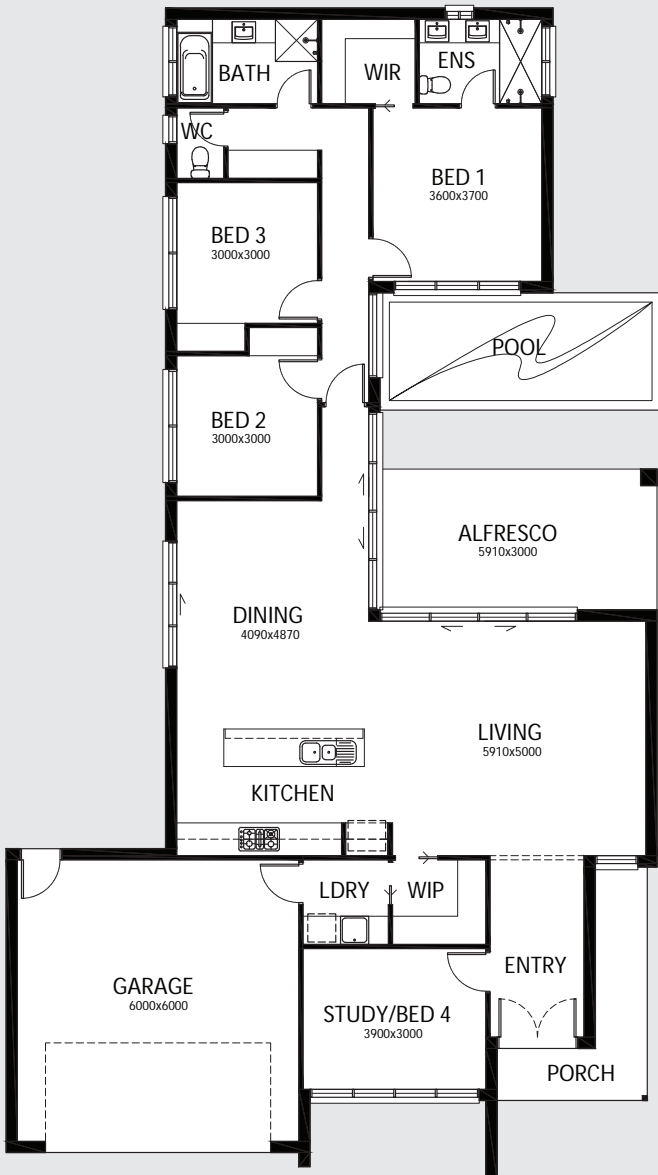 BATH
WIR
ENS
WC
BED 1
3600x3700
BED 3
3000x3000
POOL
BED 2
3000x3000
ALFRESCO
5910x3000
DINING
4090x4870
LIVING
5910x5000
KITCHEN
LDRY
WIP
ENTRY
GARAGE
6000x6000
STUDY/BED 4
3900x3000
PORCH